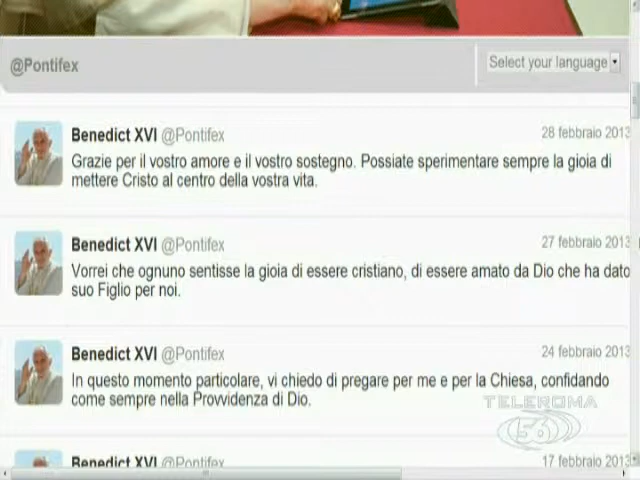 @Pontifex
Select your language
Benedict XVI @Pontifex
28 febbraio 2013
Grazie per il vostro amore e il vostro sostegno. Possiate sperimentare sempre la gioia di
mettere Cristo al centro della vostra vita.
Benedict XVI @Pontifex
27 febbraio 2013
Vorrei che ognuno sentisse la gioia di essere cristiano, di essere amato da Dio che ha dato
suo Figlio per noi.
Benedict XVI @Pontifex
24 febbraio 2013
In questo momento particolare, vi chiedo di pregare per me e per la Chiesa, confidando
come sempre nella Provvidenza di Dio.
TELEROMA
56
Benedict XVI @Pontifex
17 febbraio 2013